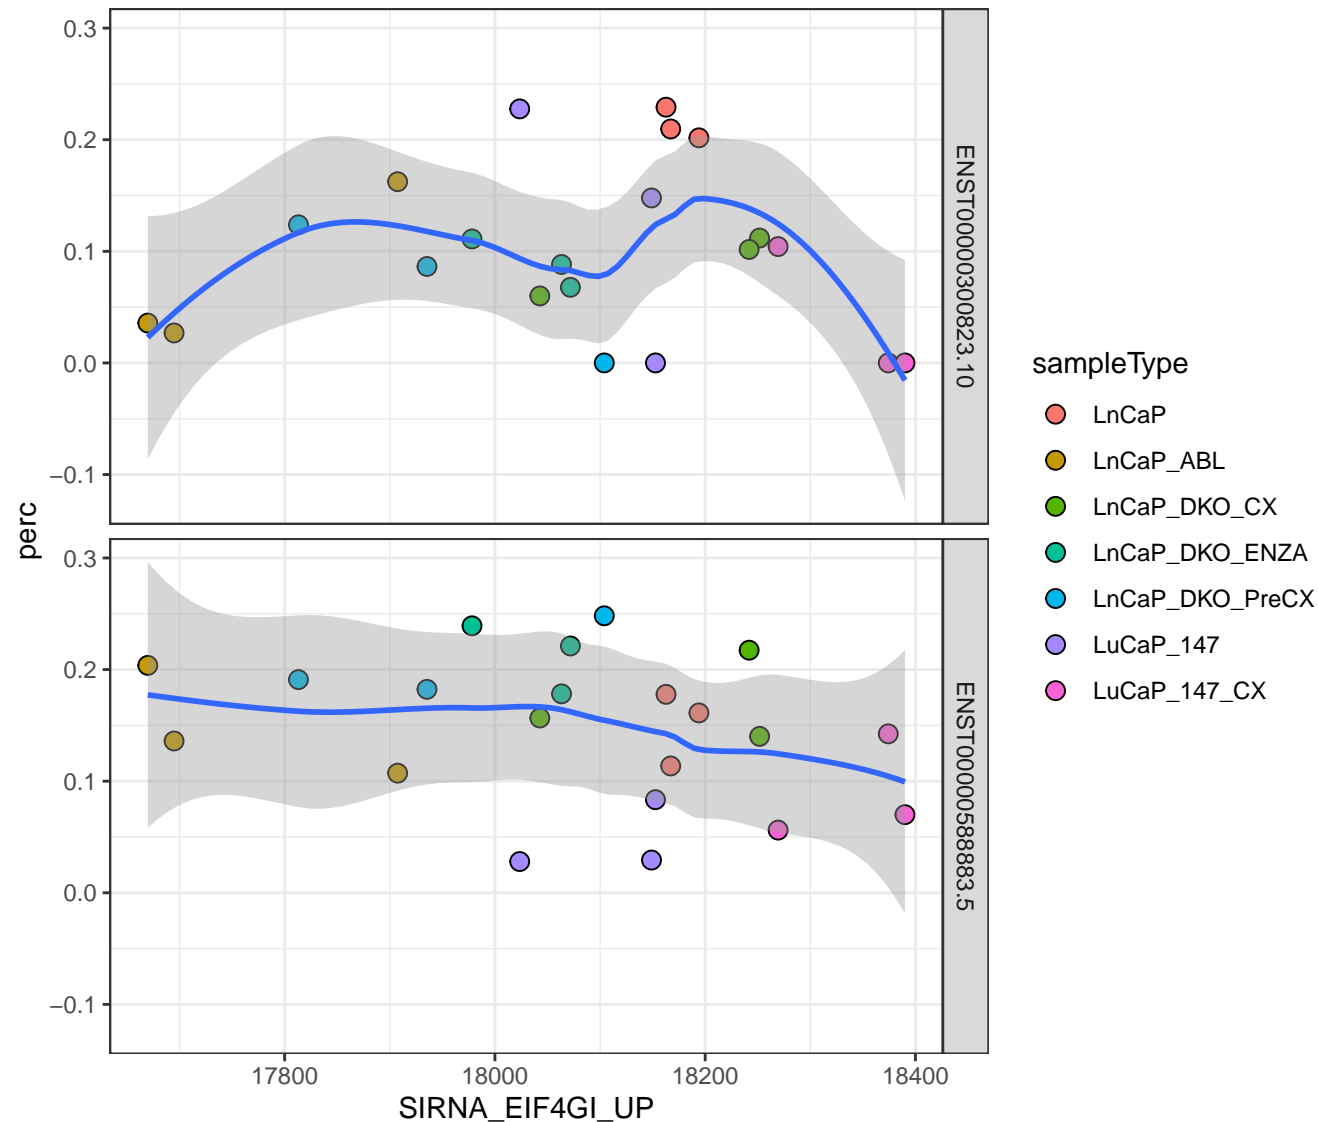 0.3
0.2
0.1
0.0
−0.1
ENST00000300823.10
0.3
0.2
0.1
0.0
−0.1
ENST00000588883.5
perc
17800 18000 18200 18400
SIRNA_EIF4GI_UP
sampleType
LnCaP
LnCaP_ABL
LnCaP_DKO_CX
LnCaP_DKO_ENZA
LnCaP_DKO_PreCX
LuCaP_147
LuCaP_147_CX